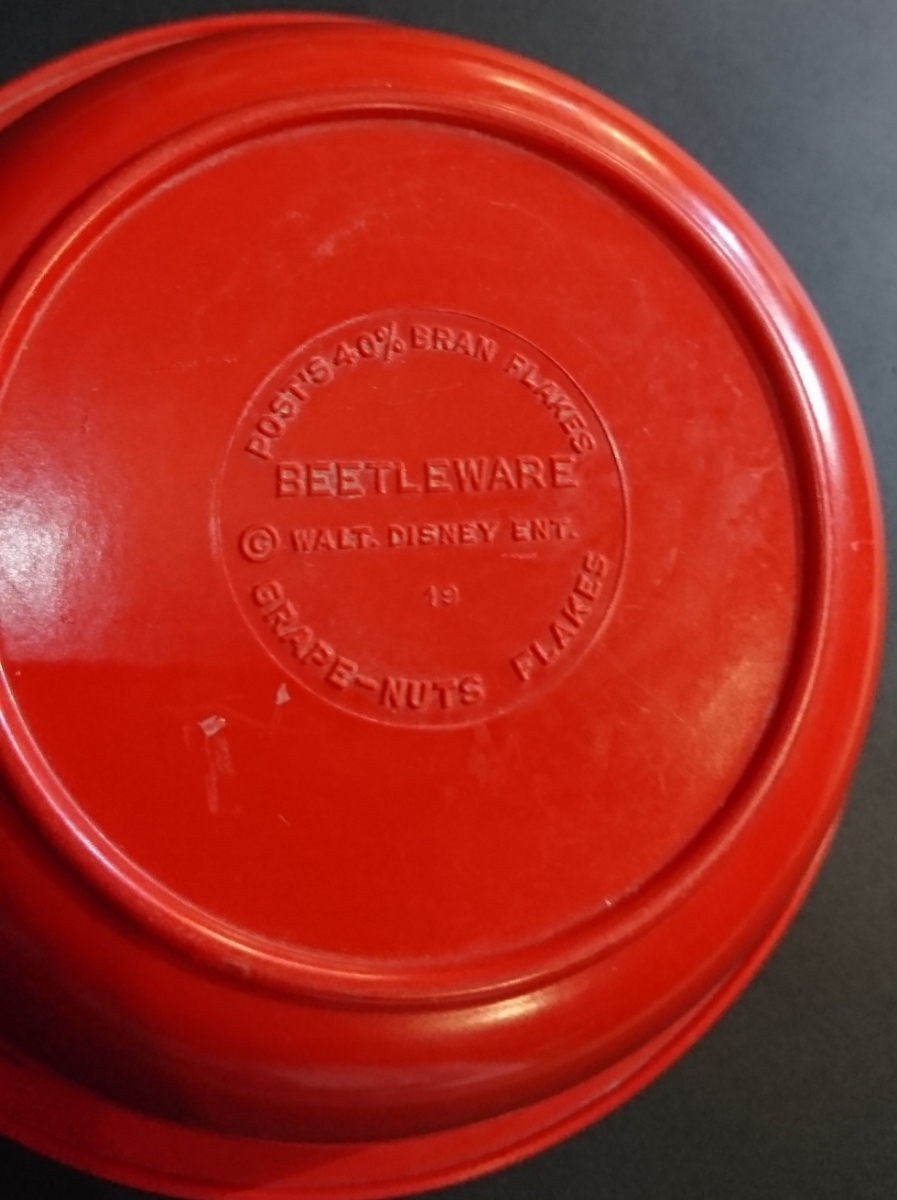 POST'S 40% BRAN FLAKES
BEETLEWARE
© WALT. DISNEY ENT.
19
GRAPE-NUTS FLAKES